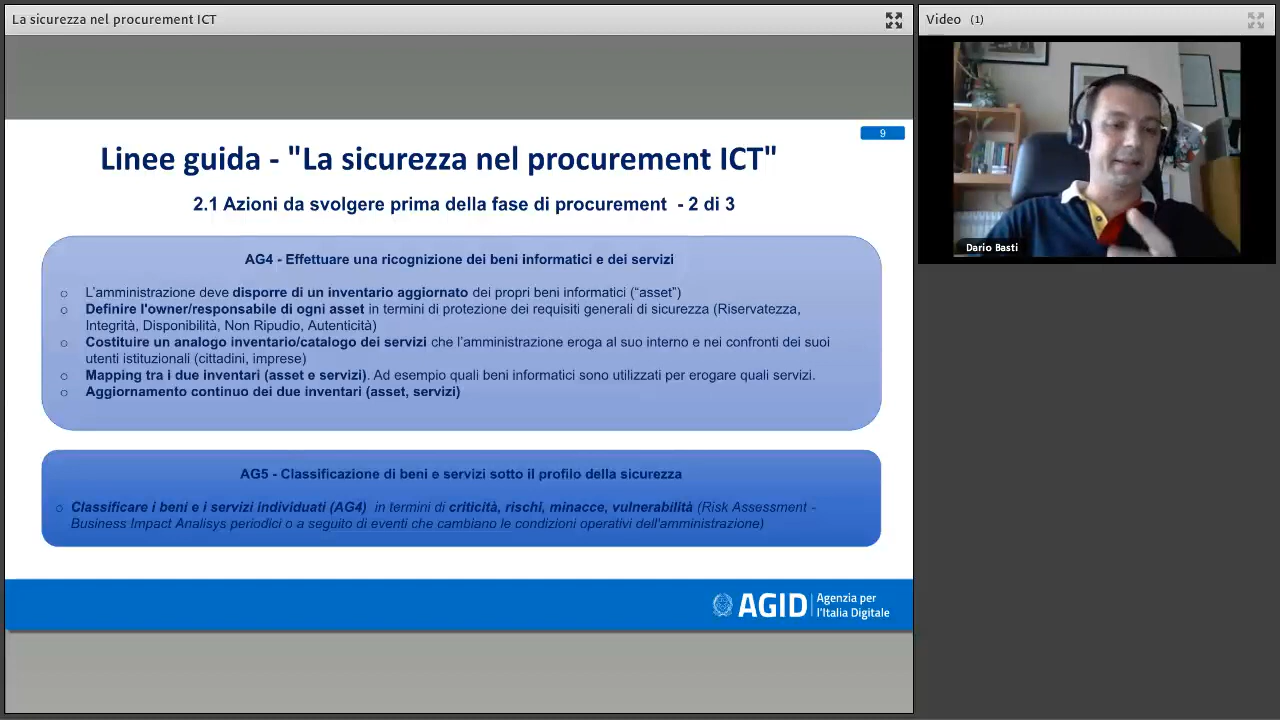 La sicurezza nel procurement ICT
Video (1)
Dario Basti
9
Linee guida - "La sicurezza nel procurement ICT"
2.1 Azioni da svolgere prima della fase di procurement - 2 di 3
AG4 - Effettuare una ricognizione dei beni informatici e dei servizi
○ L'amministrazione deve disporre di un inventario aggiornato dei propri beni informatici (“asset”)
○ Definire l'owner/responsabile di ogni asset in termini di protezione dei requisiti generali di sicurezza (Riservatezza,
Integrità, Disponibilità, Non Ripudio, Autenticità)
○ Costituire un analogo inventario/catalogo dei servizi che l’amministrazione eroga al suo interno e nei confronti dei suoi
utenti istituzionali (cittadini, imprese)
○ Mapping tra i due inventari (asset e servizi). Ad esempio quali beni informatici sono utilizzati per erogare quali servizi.
○ Aggiornamento continuo dei due inventari (asset, servizi)
AG5 - Classificazione di beni e servizi sotto il profilo della sicurezza
○ Classificare i beni e i servizi individuati (AG4) in termini di criticità, rischi, minacce, vulnerabilità (Risk Assessment -
Business Impact Analisys periodici o a seguito di eventi che cambiano le condizioni operativi dell'amministrazione)
AGID
Agenzia per
l'Italia Digitale